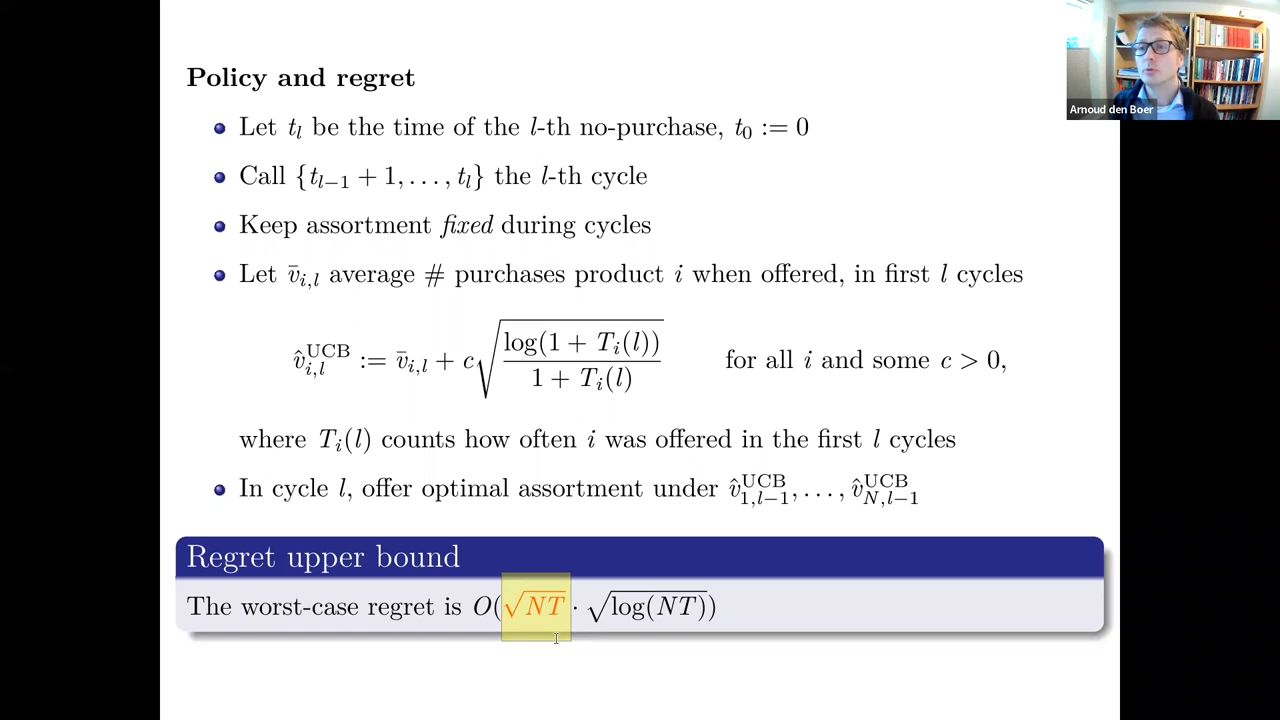 Policy and regret
Let t_l be the time of the l-th no-purchase, t_0 := 0
Call {t_{l−1} + 1, . . . , t_l} the l-th cycle
Keep assortment fixed during cycles
Let v̄_{i,l} average # purchases product i when offered, in first l cycles
v̂^{UCB}_{i,l} := v̄_{i,l} + c√(log(1 + T_i(l)) / (1 + T_i(l))) for all i and some c > 0,
where T_i(l) counts how often i was offered in the first l cycles
In cycle l, offer optimal assortment under v̂^{UCB}_{1,l−1}, . . . , v̂^{UCB}_{N,l−1}
Regret upper bound
The worst-case regret is O(√NT · √log(NT))
Arnoud den Boer